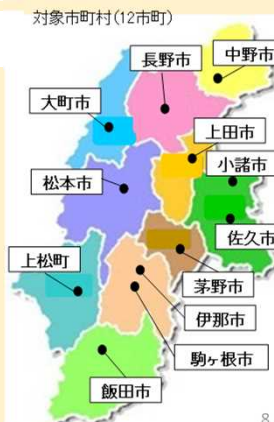 対象市町村(12市町)
中野市
長野市
大町市
上田市
小諸市
松本市
佐久市
上松町
茅野市
伊那市
駒ヶ根市
飯田市
8